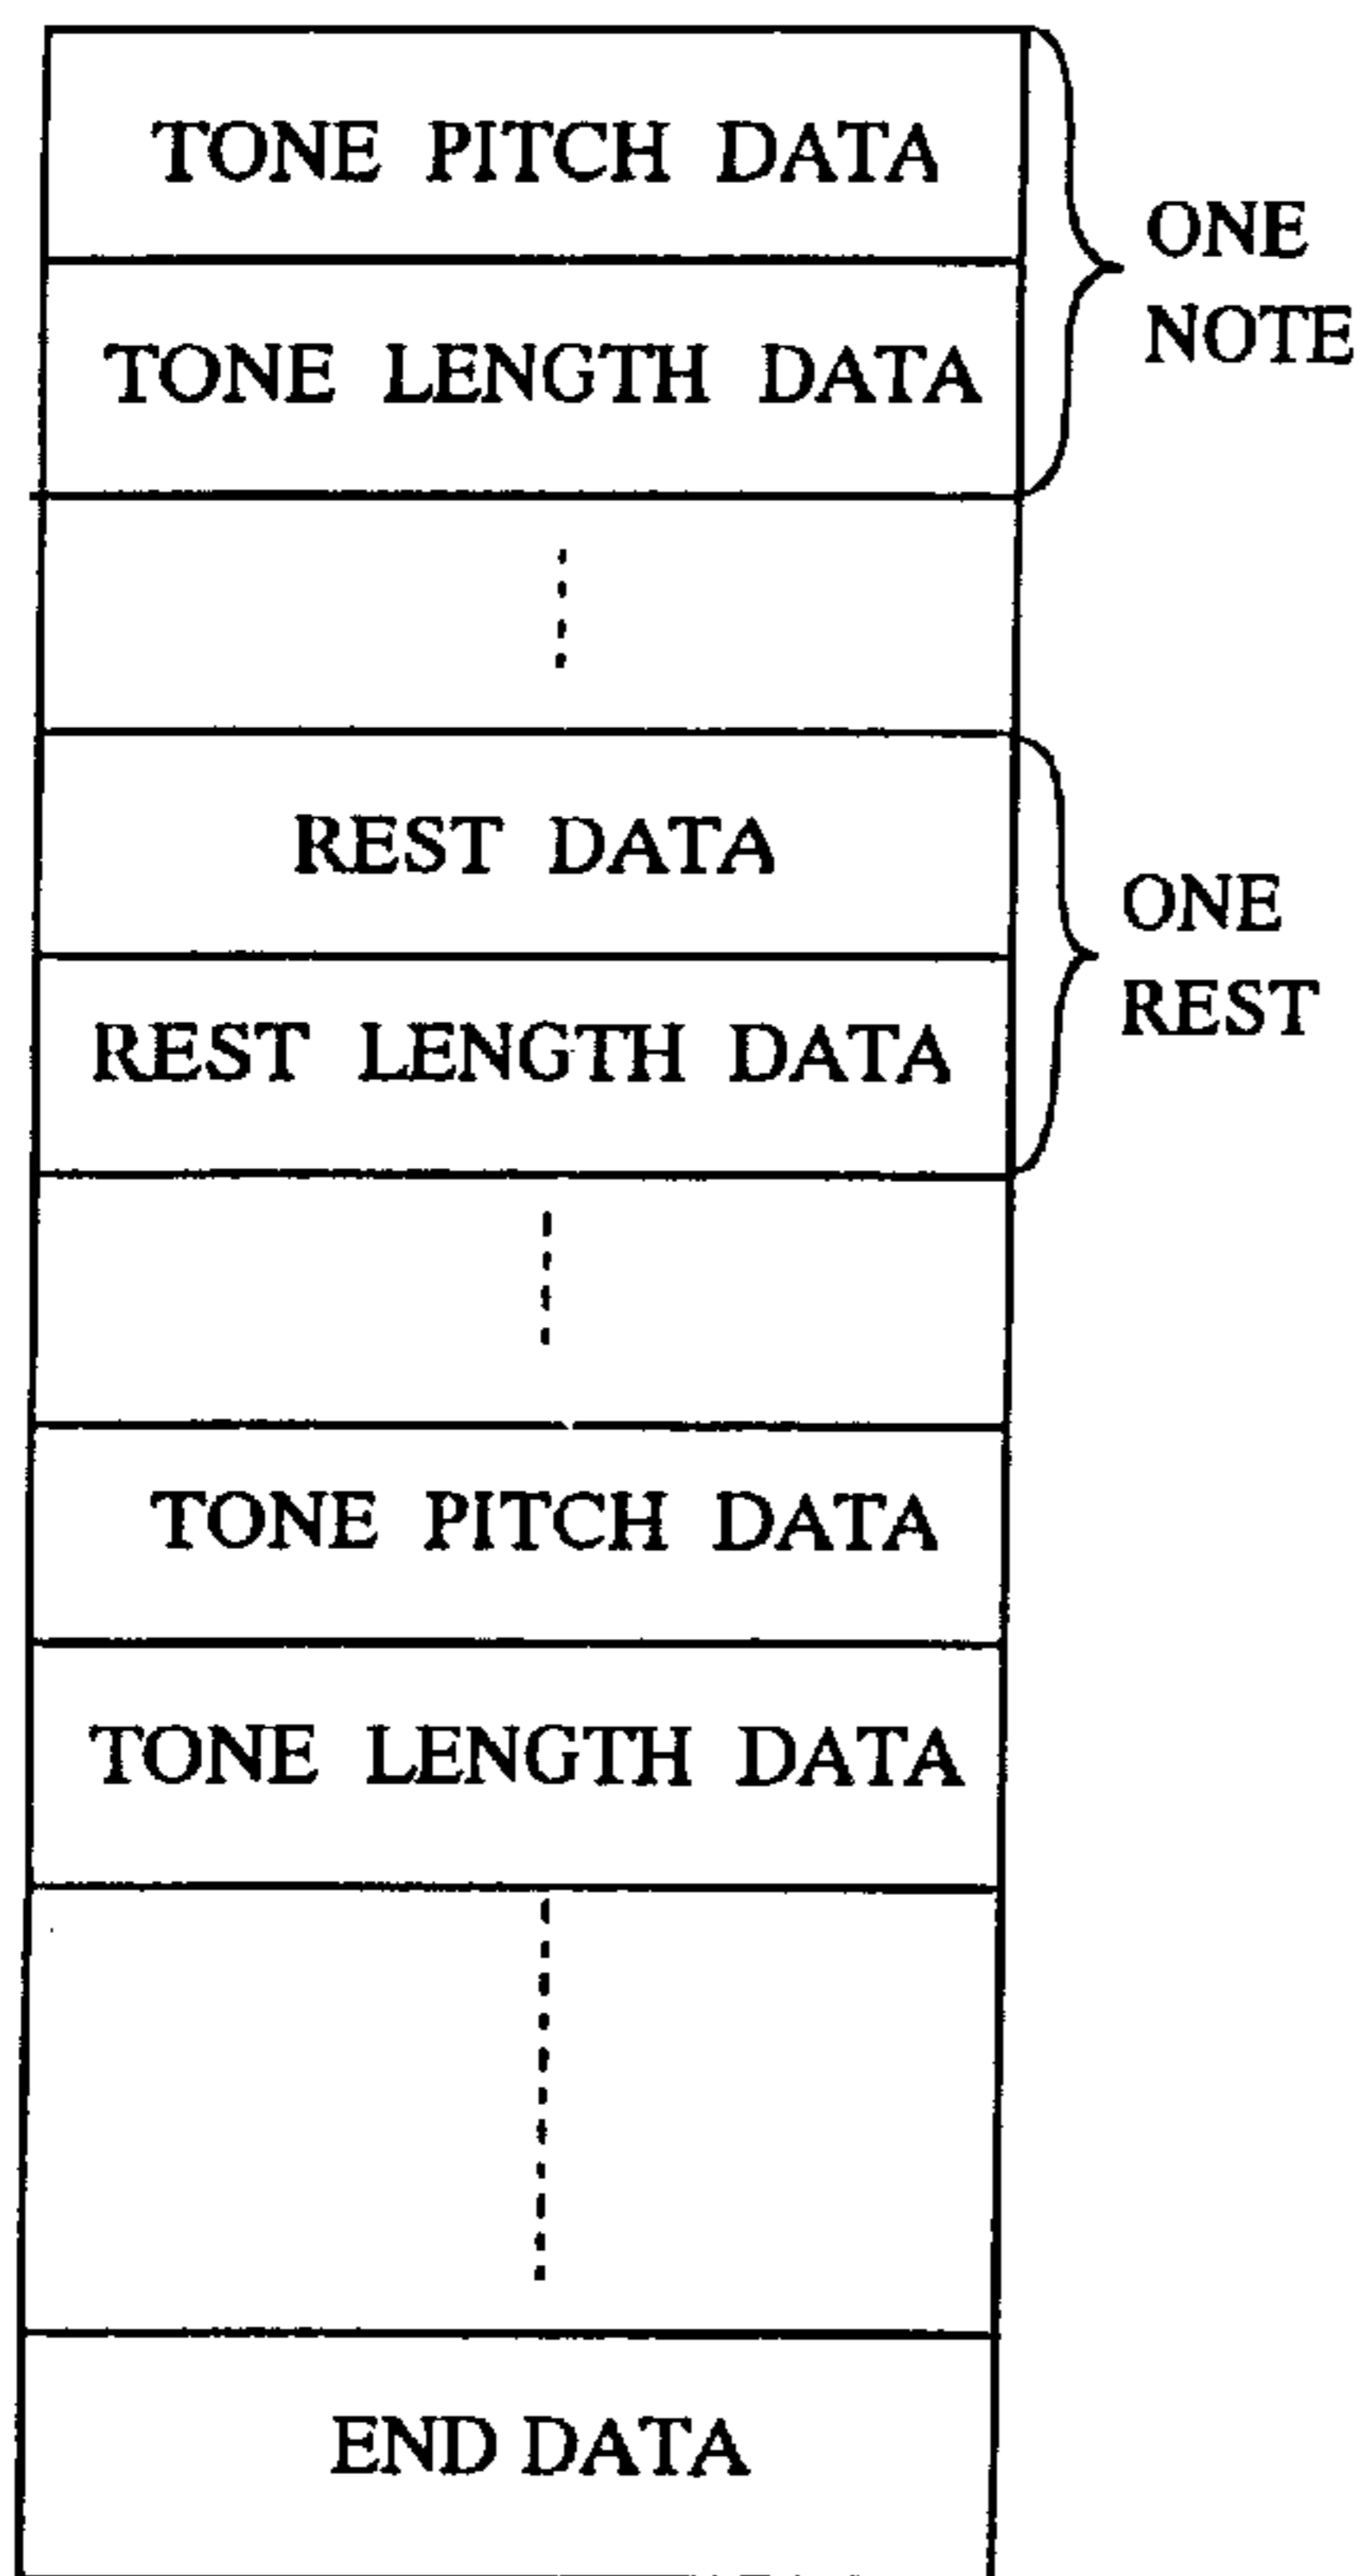 TONE PITCH DATA
TONE LENGTH DATA
ONE
NOTE
REST DATA
REST LENGTH DATA
ONE
REST
TONE PITCH DATA
TONE LENGTH DATA
END DATA